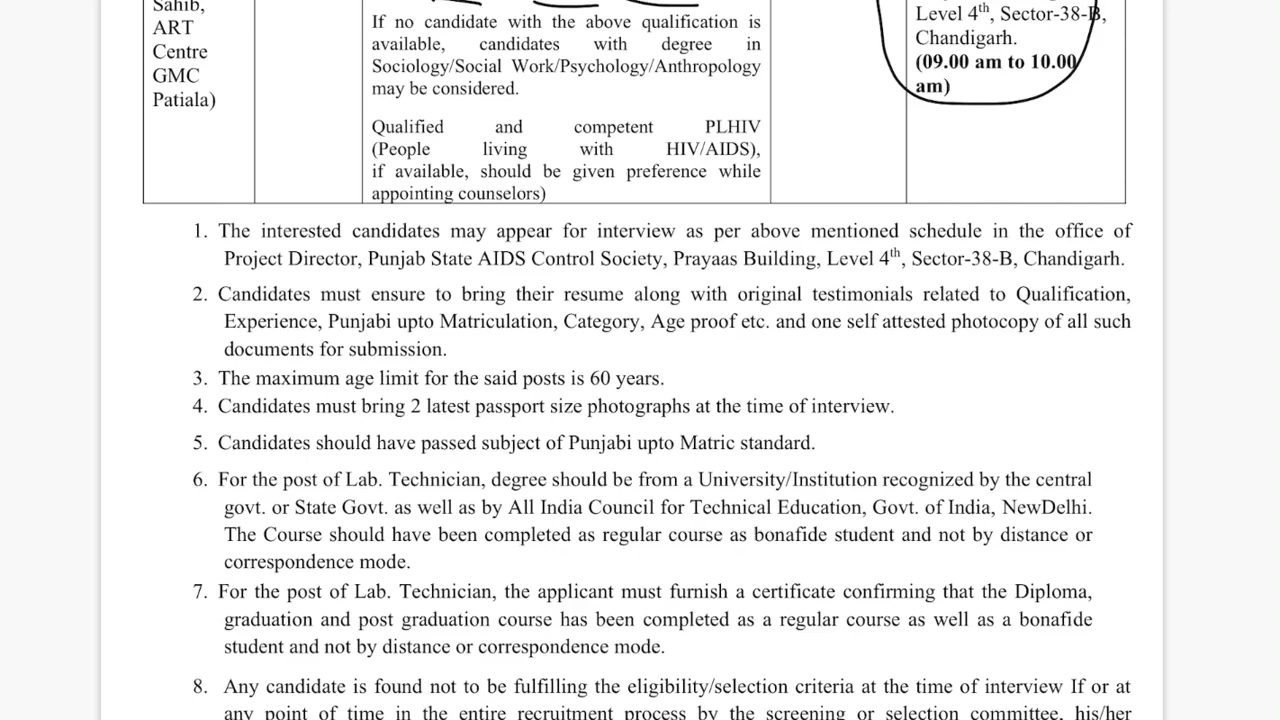 Sahib,
ART
Centre
GMC
Patiala)
If no candidate with the above qualification is
available, candidates with degree in
Sociology/Social Work/Psychology/Anthropology
may be considered.
Qualified and competent PLHIV
(People living with HIV/AIDS),
if available, should be given preference while
appointing counselors)
Level 4th, Sector-38-B,
Chandigarh.
(09.00 am to 10.00
am)
1. The interested candidates may appear for interview as per above mentioned schedule in the office of
Project Director, Punjab State AIDS Control Society, Prayaas Building, Level 4th, Sector-38-B, Chandigarh.
2. Candidates must ensure to bring their resume along with original testimonials related to Qualification,
Experience, Punjabi upto Matriculation, Category, Age proof etc. and one self attested photocopy of all such
documents for submission.
3. The maximum age limit for the said posts is 60 years.
4. Candidates must bring 2 latest passport size photographs at the time of interview.
5. Candidates should have passed subject of Punjabi upto Matric standard.
6. For the post of Lab. Technician, degree should be from a University/Institution recognized by the central
govt. or State Govt. as well as by All India Council for Technical Education, Govt. of India, NewDelhi.
The Course should have been completed as regular course as bonafide student and not by distance or
correspondence mode.
7. For the post of Lab. Technician, the applicant must furnish a certificate confirming that the Diploma,
graduation and post graduation course has been completed as a regular course as well as a bonafide
student and not by distance or correspondence mode.
8. Any candidate is found not to be fulfilling the eligibility/selection criteria at the time of interview If or at
any point of time in the entire recruitment process by the screening or selection committee, his/her